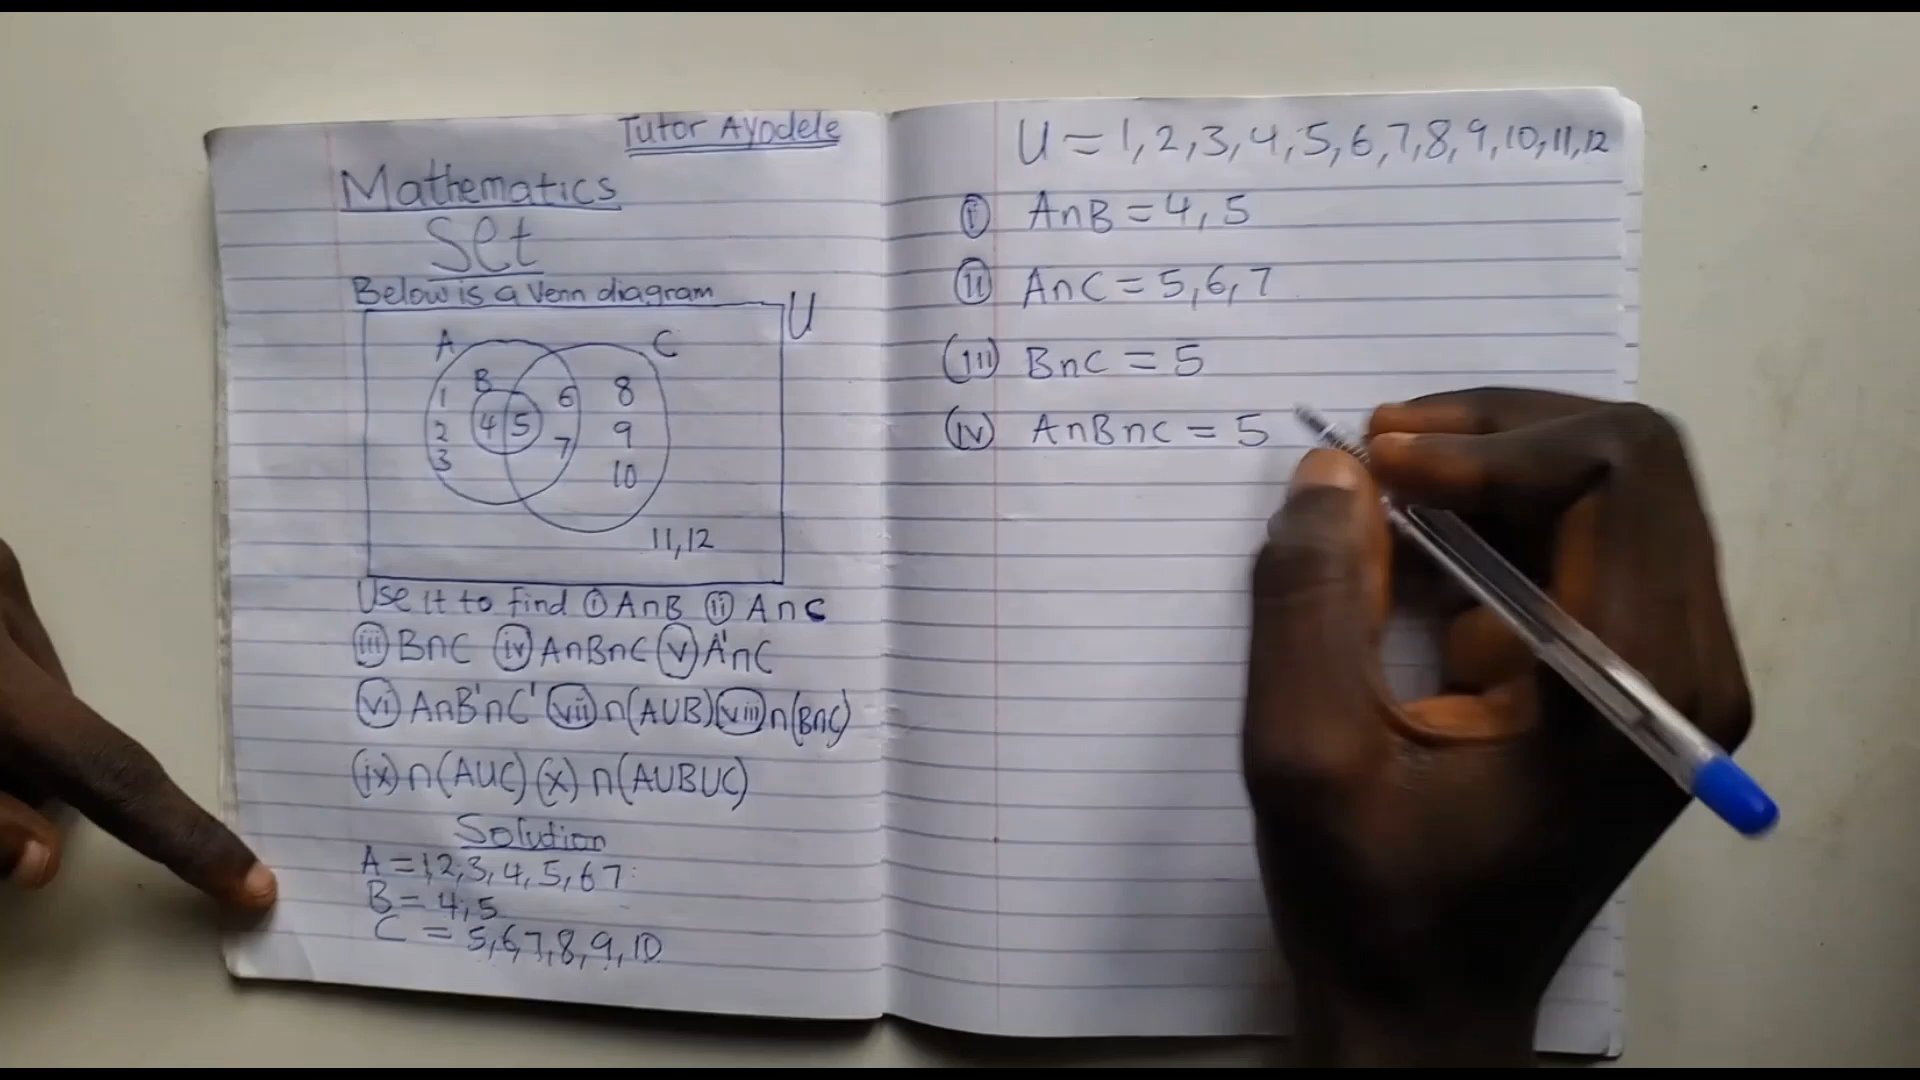 Tutor Ayodele
Mathematics
Set
Below is a Venn diagram
U
A
C
B
1
6
8
2
4
5
9
3
7
10
11,12
Use it to find (i) A∩B (ii) A∩C
(iii) B∩C (iv) A∩B∩C (v) A'∩C
(vi) A∩B'∩C' (vii) n(AUB) (viii) n(B∩C)
(ix) n(AUC) (x) n(AUBUC)
Solution
A = 1,2,3,4,5,6 7
B = 4,5
C = 5,6,7,8,9,10
U = 1,2,3,4,5,6,7,8,9,10,11,12
(i) A∩B = 4,5
(ii) A∩C = 5,6,7
(iii) B∩C = 5
(iv) A∩B∩C = 5